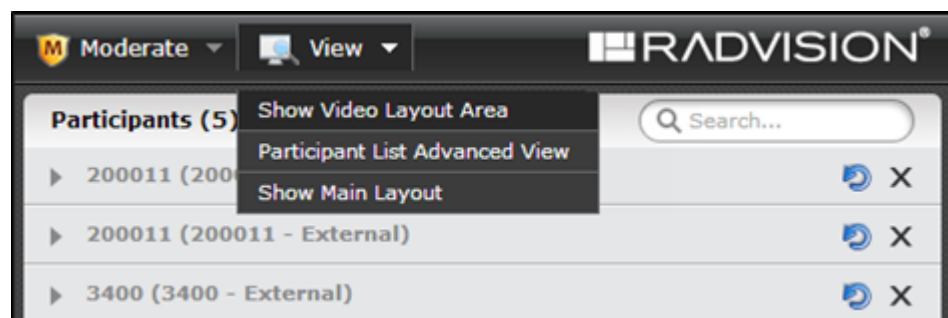 M Moderate View RADVISION®
Participants (5) Search...
Show Video Layout Area
Participant List Advanced View
200011 (200
Show Main Layout
200011 (200011 - External)
3400 (3400 - External)